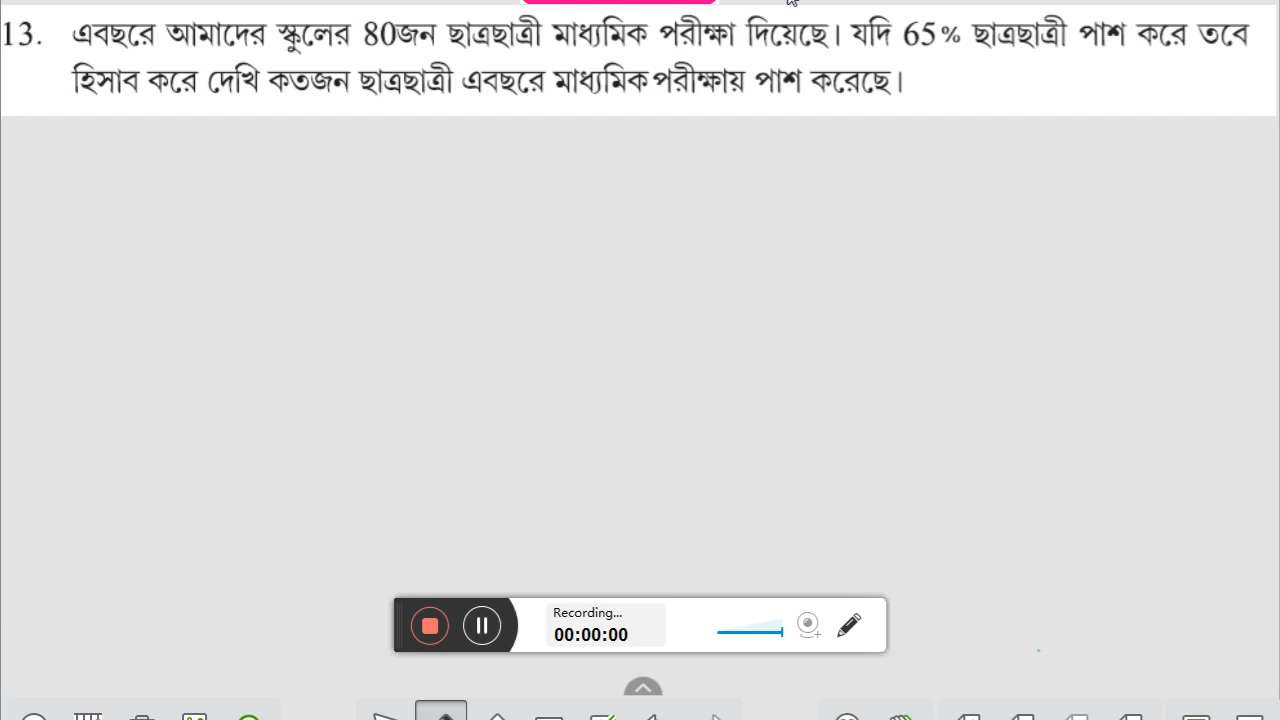 13. এবছরে আমাদের স্কুলের 80জন ছাত্রছাত্রী মাধ্যমিক পরীক্ষা দিয়েছে। যদি 65% ছাত্রছাত্রী পাশ করে তবে
হিসাব করে দেখি কতজন ছাত্রছাত্রী এবছরে মাধ্যমিক পরীক্ষায় পাশ করেছে।
Recording...
00:00:00